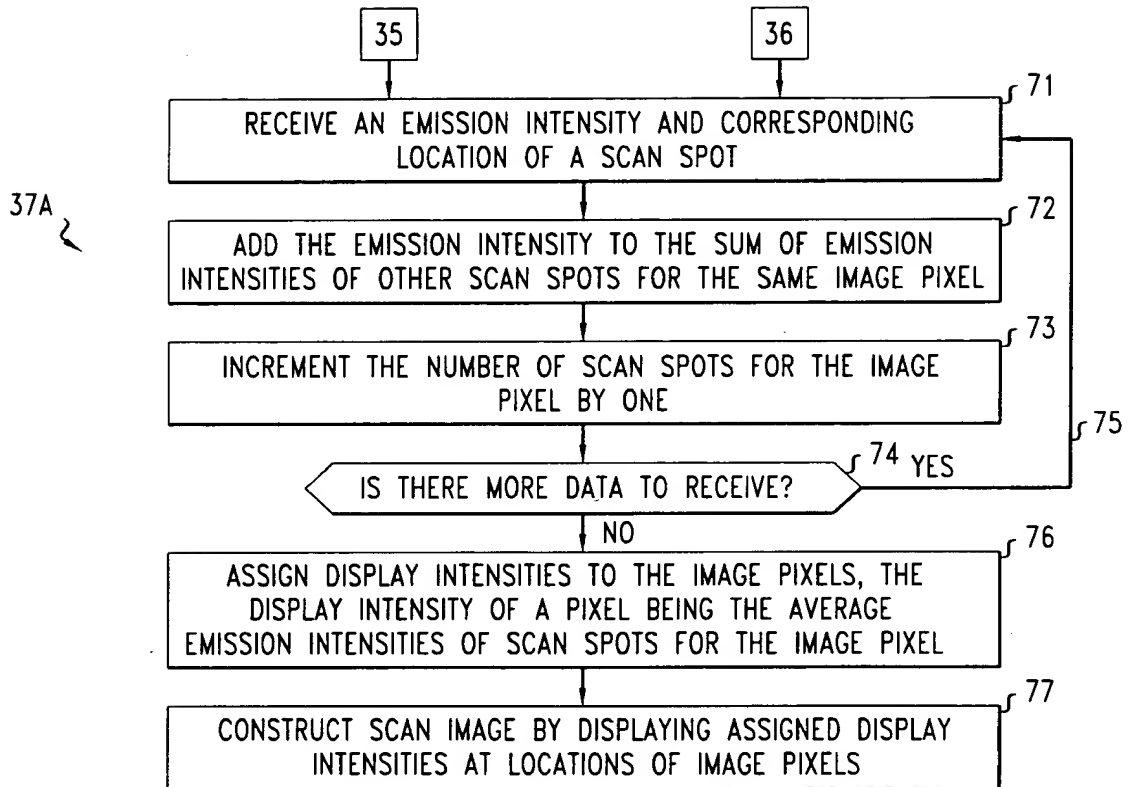 35
36
71
RECEIVE AN EMISSION INTENSITY AND CORRESPONDING
LOCATION OF A SCAN SPOT
37A
72
ADD THE EMISSION INTENSITY TO THE SUM OF EMISSION
INTENSITIES OF OTHER SCAN SPOTS FOR THE SAME IMAGE PIXEL
73
INCREMENT THE NUMBER OF SCAN SPOTS FOR THE IMAGE
PIXEL BY ONE
75
74
YES
IS THERE MORE DATA TO RECEIVE?
NO
76
ASSIGN DISPLAY INTENSITIES TO THE IMAGE PIXELS, THE
DISPLAY INTENSITY OF A PIXEL BEING THE AVERAGE
EMISSION INTENSITIES OF SCAN SPOTS FOR THE IMAGE PIXEL
77
CONSTRUCT SCAN IMAGE BY DISPLAYING ASSIGNED DISPLAY
INTENSITIES AT LOCATIONS OF IMAGE PIXELS